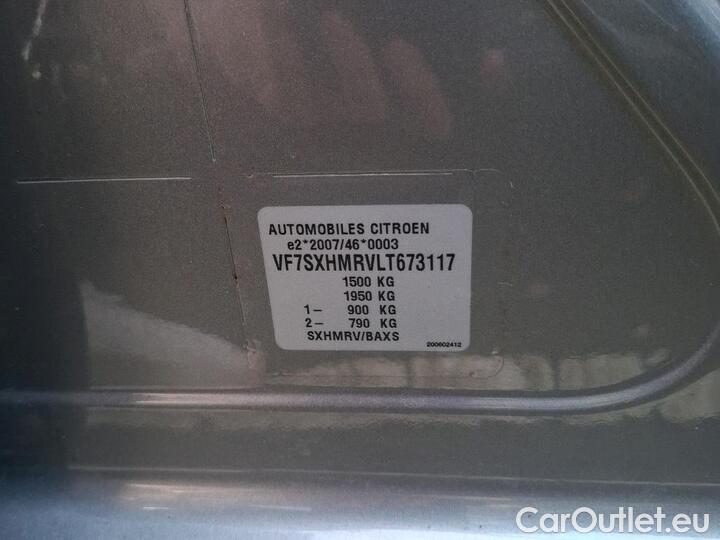 AUTOMOBILES CITROEN
e2*2007/46*0003
VF7SXHMRVLT673117
1500 KG
1950 KG
1- 900 KG
2- 790 KG
SXHMRV/BAXS
200602412
CarOutlet.eu